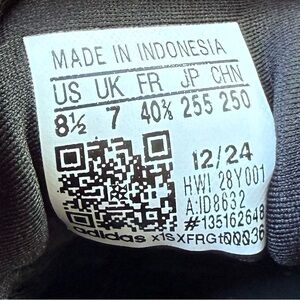 MADE IN INDONESIA
US UK FR JP CHN
8½ 7 40⅔ 255 250
12/24
HWI 28Y001
A:ID8632
#135162648
adidas x1SXFRGt00036